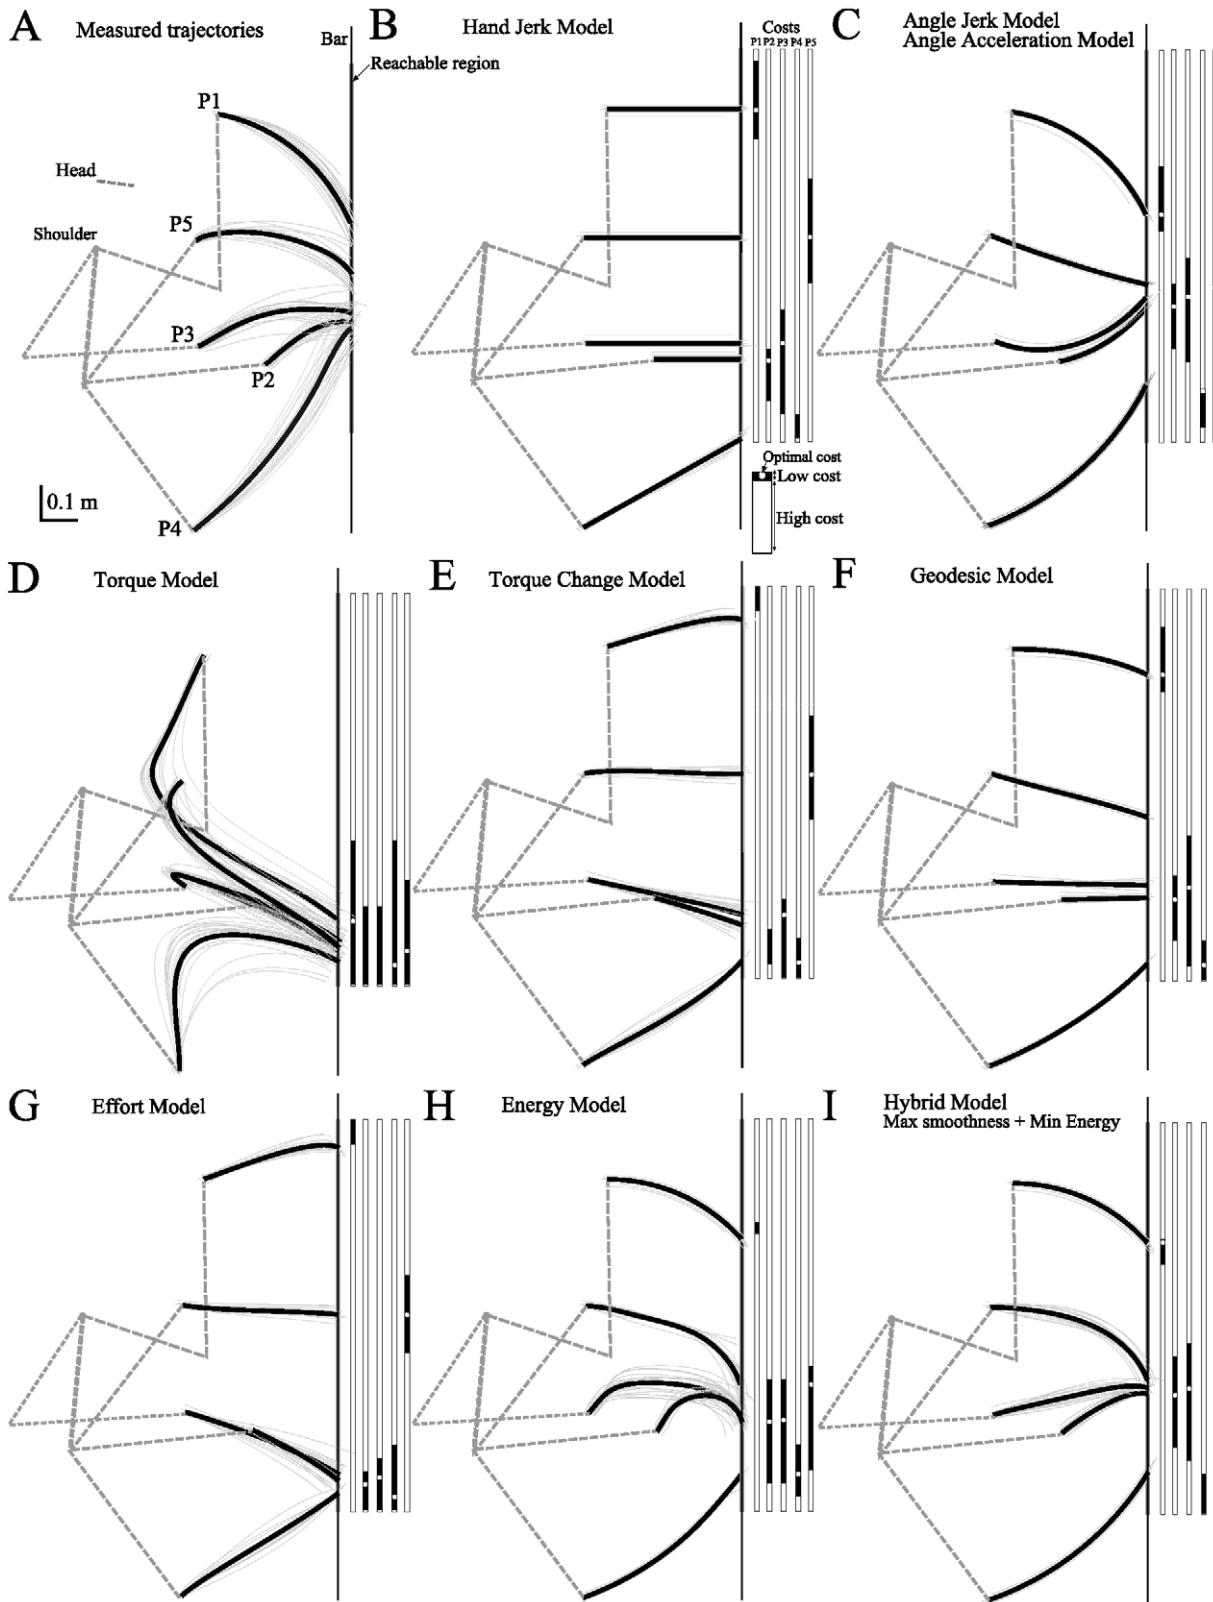 A
Measured trajectories
Bar
Reachable region
P1
Head
P5
Shoulder
P3
P2
P4
0.1 m
B
Hand Jerk Model
Costs
P1 P2 P3 P4 P5
Optimal cost
Low cost
High cost
C
Angle Jerk Model
Angle Acceleration Model
D
Torque Model
E
Torque Change Model
F
Geodesic Model
G
Effort Model
H
Energy Model
I
Hybrid Model
Max smoothness + Min Energy